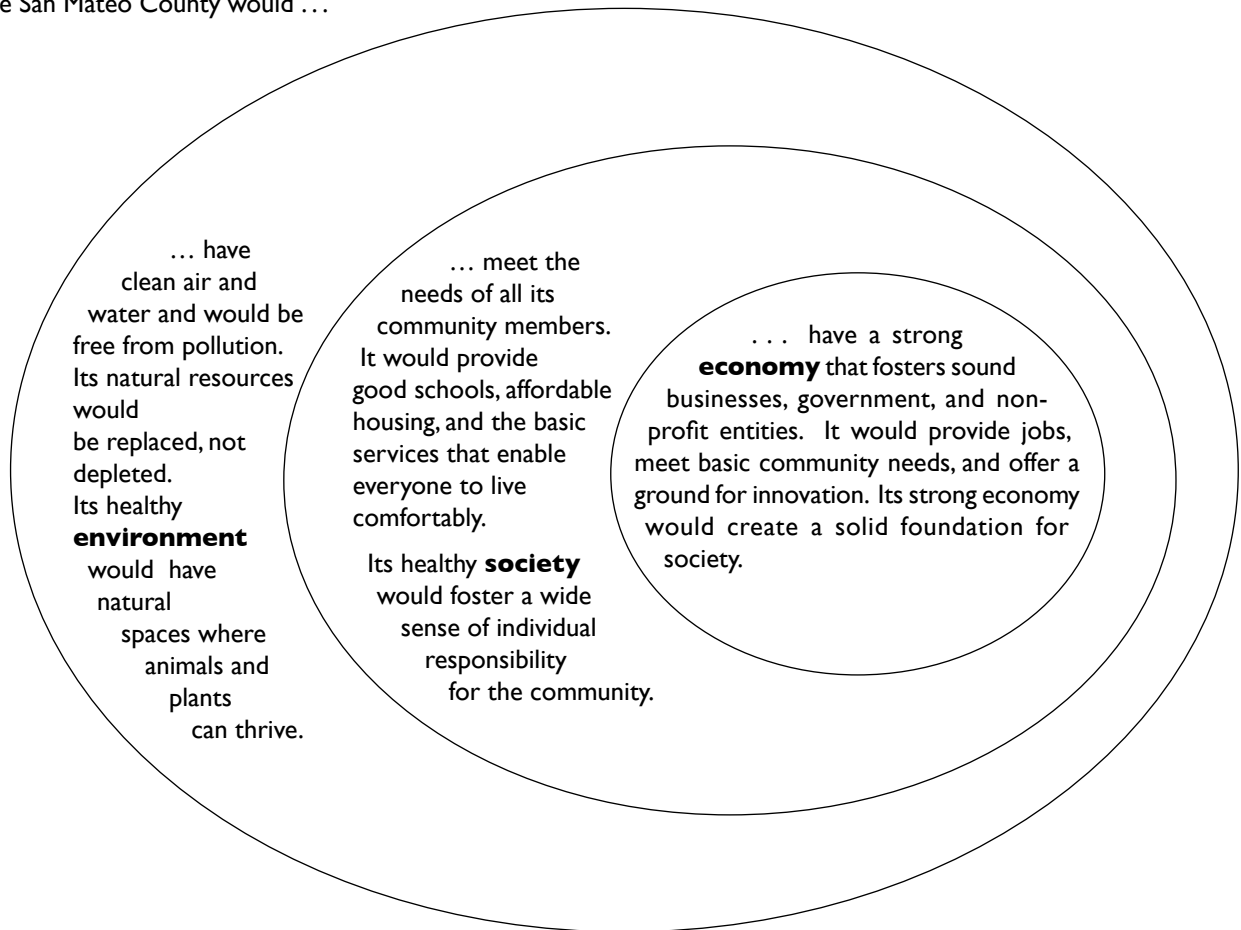 e San Mateo County would . . .
… have
clean air and
water and would be
free from pollution.
Its natural resources
would
be replaced, not
depleted.
Its healthy
environment
would have
natural
spaces where
animals and
plants
can thrive.
… meet the
needs of all its
community members.
It would provide
good schools, affordable
housing, and the basic
services that enable
everyone to live
comfortably.
Its healthy society
would foster a wide
sense of individual
responsibility
for the community.
. . . have a strong
economy that fosters sound
businesses, government, and non-
profit entities. It would provide jobs,
meet basic community needs, and offer a
ground for innovation. Its strong economy
would create a solid foundation for
society.